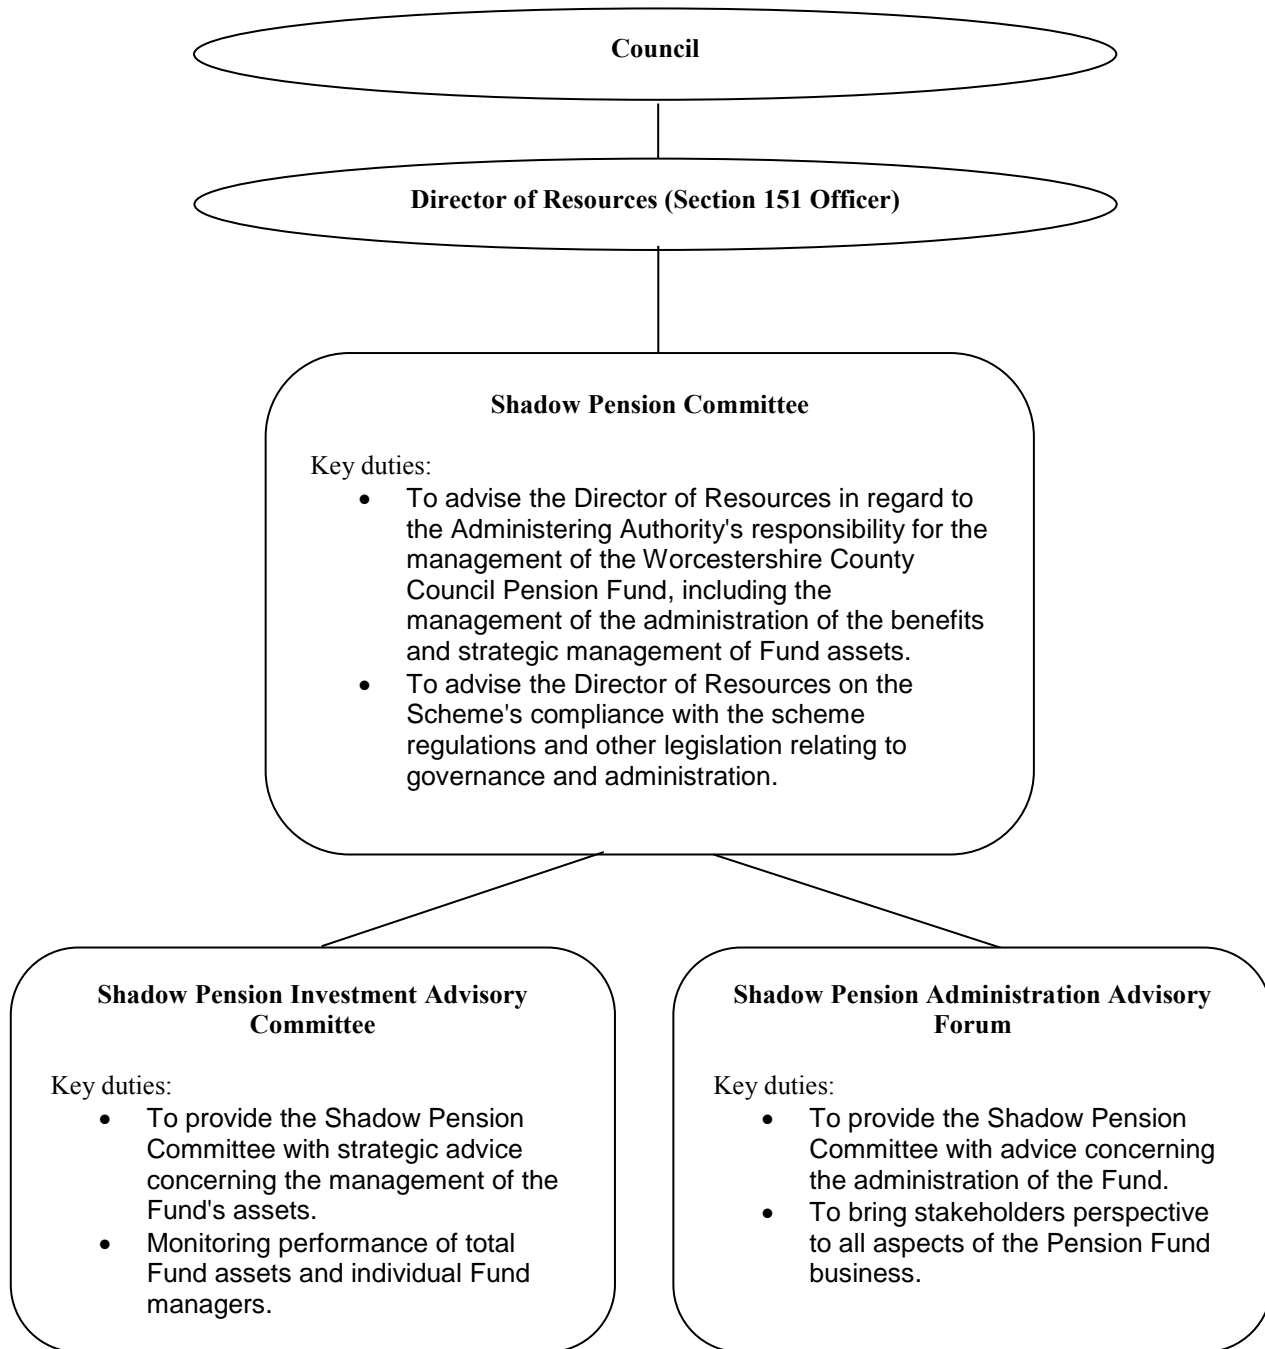 Council
Director of Resources (Section 151 Officer)
Shadow Pension Committee
Key duties:
• To advise the Director of Resources in regard to
the Administering Authority's responsibility for the
management of the Worcestershire County
Council Pension Fund, including the
management of the administration of the benefits
and strategic management of Fund assets.
• To advise the Director of Resources on the
Scheme's compliance with the scheme
regulations and other legislation relating to
governance and administration.
Shadow Pension Investment Advisory
Committee
Key duties:
• To provide the Shadow Pension
Committee with strategic advice
concerning the management of the
Fund's assets.
• Monitoring performance of total
Fund assets and individual Fund
managers.
Shadow Pension Administration Advisory
Forum
Key duties:
• To provide the Shadow Pension
Committee with advice concerning
the administration of the Fund.
• To bring stakeholders perspective
to all aspects of the Pension Fund
business.